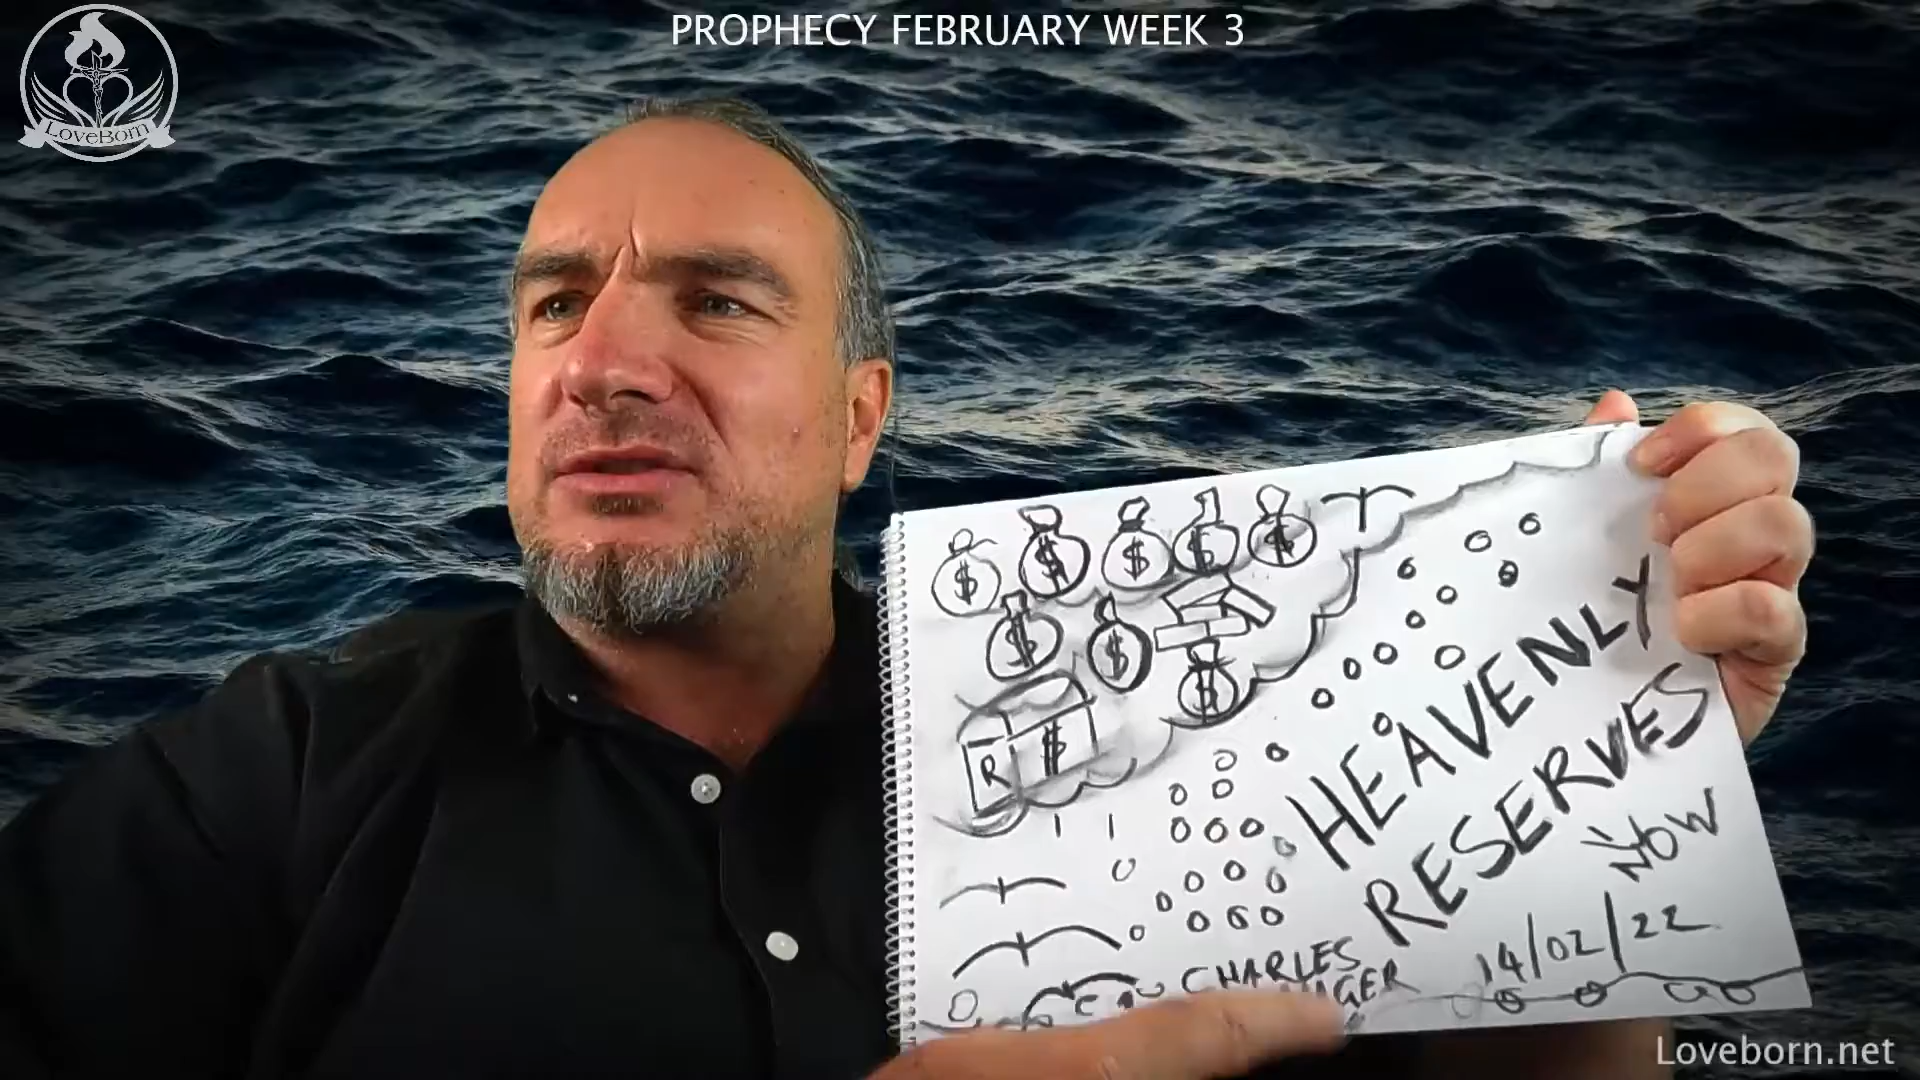 PROPHECY FEBRUARY WEEK 3
LoveBorn
$ $ $ $ $
$ $ $
R $
HEAVENLY
RESERVES
NOW
14/02/22
CHARLES
Loveborn.net